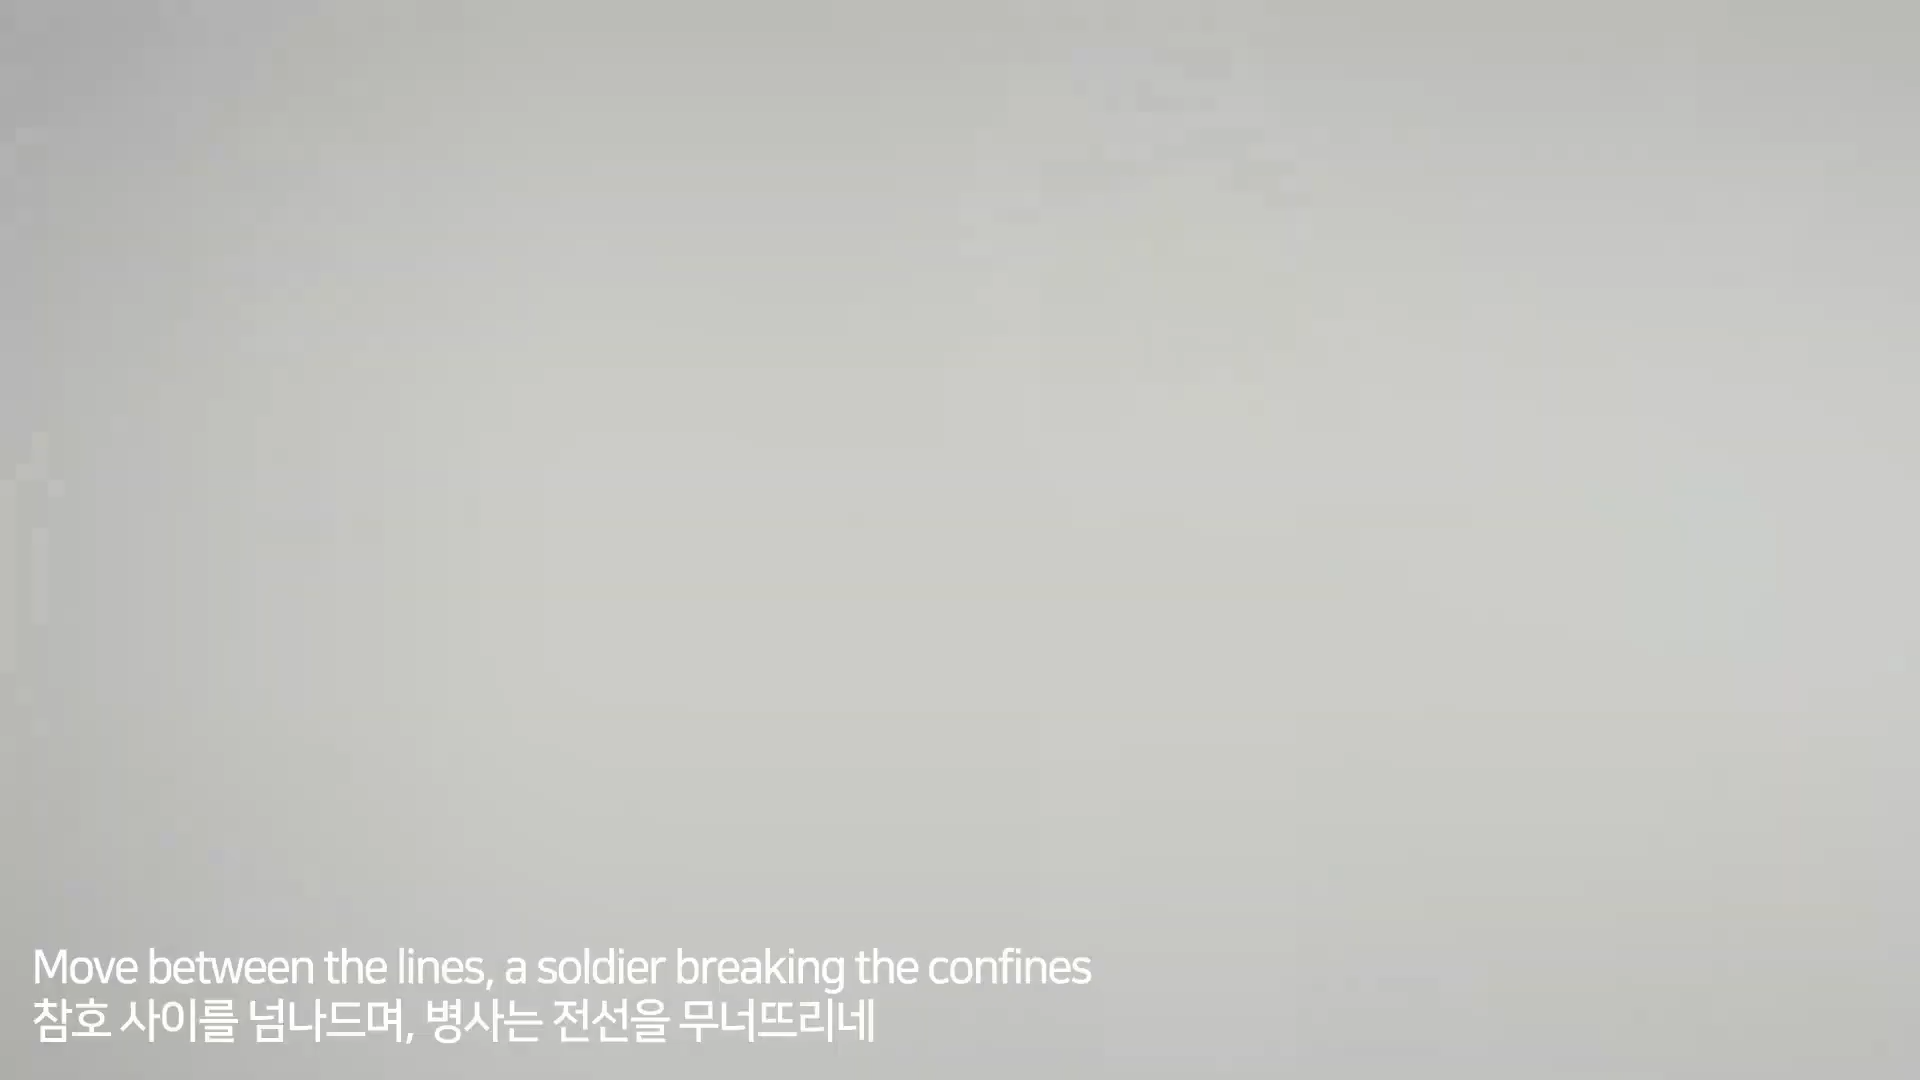 Move between the lines, a soldier breaking the confines
참호 사이를 넘나드며, 병사는 전선을 무너뜨리네